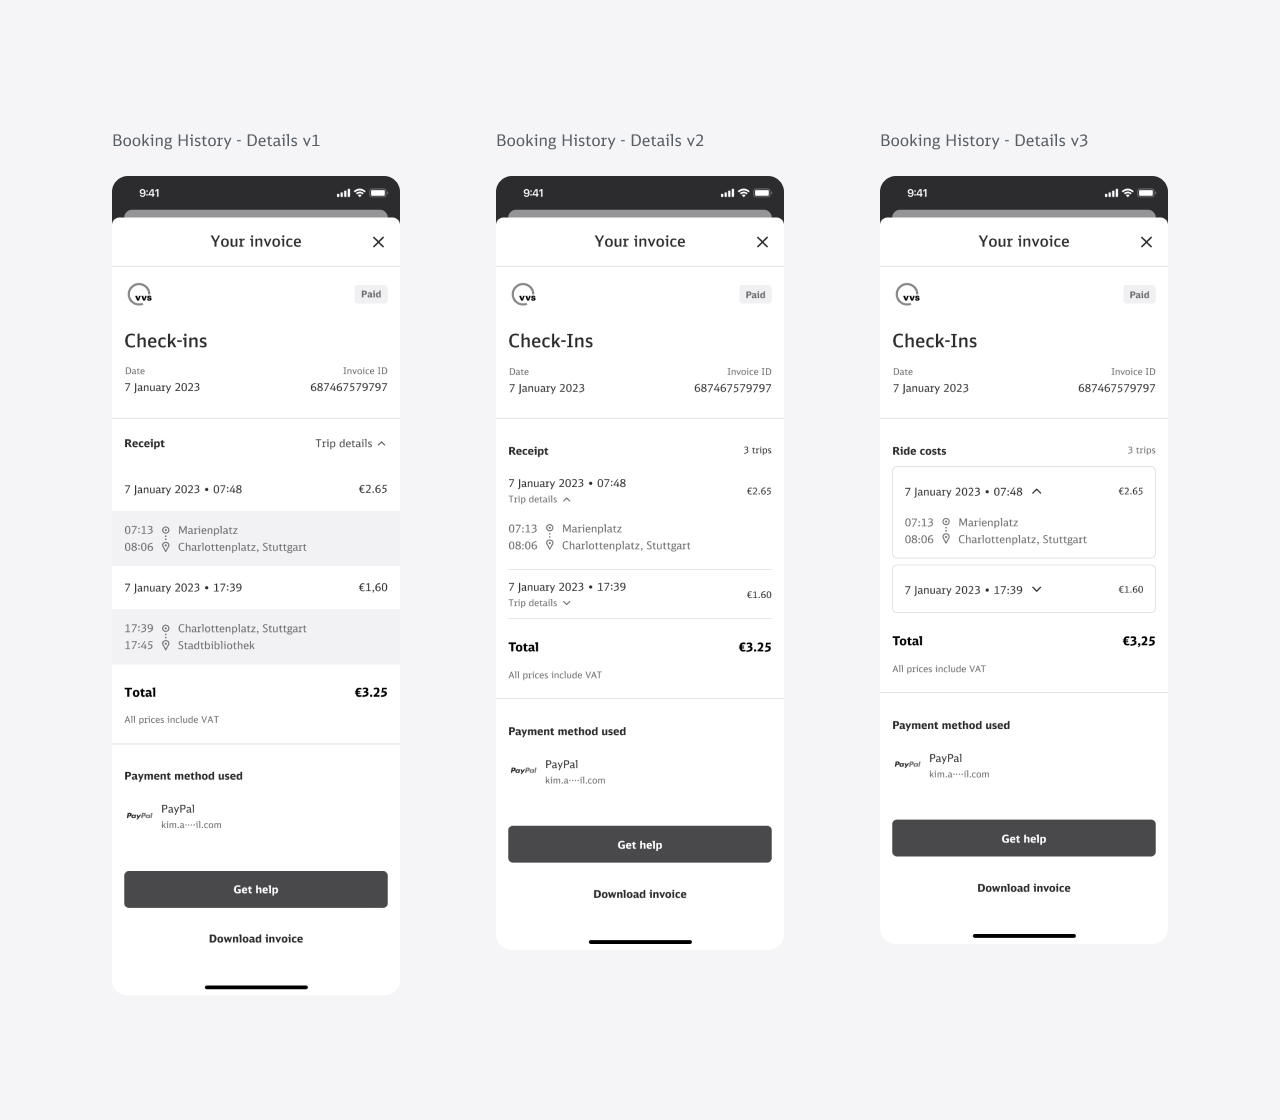 Booking History - Details v1
9:41
Your invoice
vvs
Paid
Check-ins
Date
Invoice ID
7 January 2023
687467579797
Receipt
Trip details
7 January 2023 • 07:48
€2.65
07:13 Marienplatz
08:06 Charlottenplatz, Stuttgart
7 January 2023 • 17:39
€1,60
17:39 Charlottenplatz, Stuttgart
17:45 Stadtbibliothek
Total
€3.25
All prices include VAT
Payment method used
PayPal
PayPal
kim.a····il.com
Get help
Download invoice
Booking History - Details v2
9:41
Your invoice
vvs
Paid
Check-Ins
Date
Invoice ID
7 January 2023
687467579797
Receipt
3 trips
7 January 2023 • 07:48
€2.65
Trip details
07:13 Marienplatz
08:06 Charlottenplatz, Stuttgart
7 January 2023 • 17:39
€1.60
Trip details
Total
€3.25
All prices include VAT
Payment method used
PayPal
PayPal
kim.a····il.com
Get help
Download invoice
Booking History - Details v3
9:41
Your invoice
vvs
Paid
Check-Ins
Date
Invoice ID
7 January 2023
687467579797
Ride costs
3 trips
7 January 2023 • 07:48
€2.65
07:13 Marienplatz
08:06 Charlottenplatz, Stuttgart
7 January 2023 • 17:39
€1.60
Total
€3,25
All prices include VAT
Payment method used
PayPal
PayPal
kim.a····il.com
Get help
Download invoice